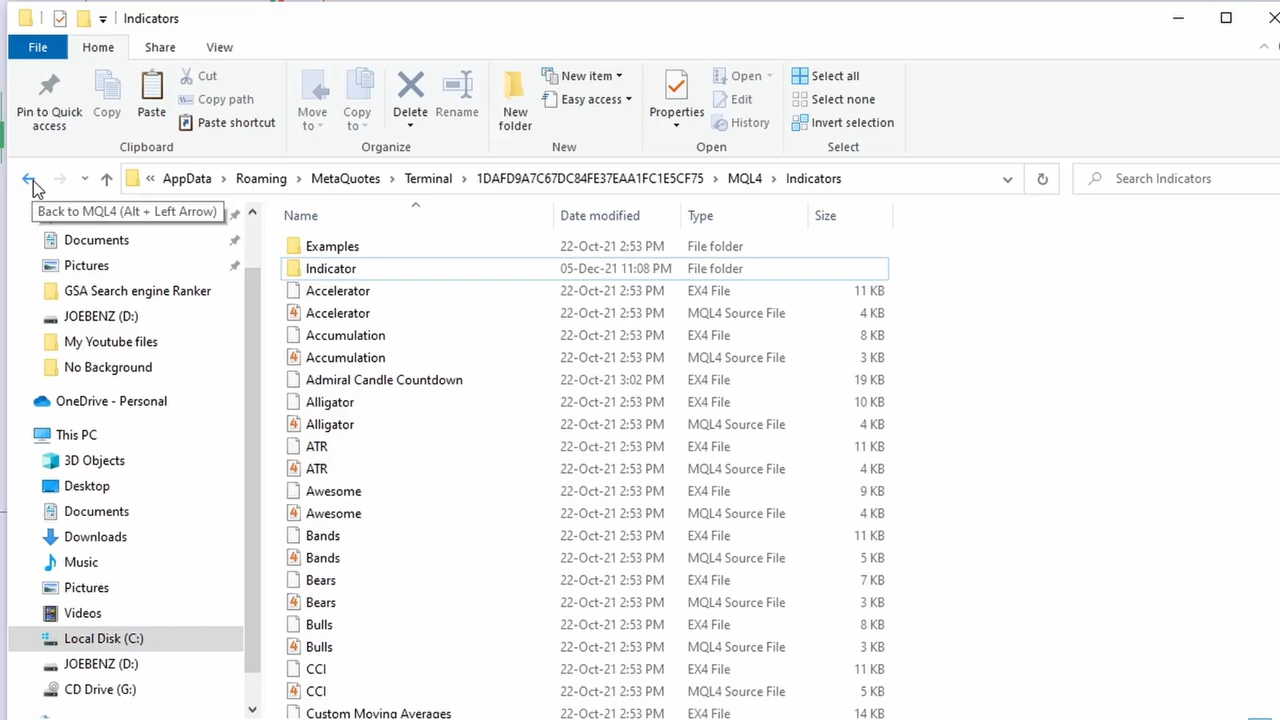 Indicators
File Home Share View
Pin to Quick access
Copy
Paste
Cut
Copy path
Paste shortcut
Clipboard
Move to
Copy to
Delete
Rename
Organize
New folder
New item
Easy access
New
Properties
Open
Edit
History
Open
Select all
Select none
Invert selection
Select
« AppData > Roaming > MetaQuotes > Terminal > 1DAFD9A7C67DC84FE37EAA1FC1E5CF75 > MQL4 > Indicators
Search Indicators
Back to MQL4 (Alt + Left Arrow)
Documents
Pictures
GSA Search engine Ranker
JOEBENZ (D:)
My Youtube files
No Background
OneDrive - Personal
This PC
3D Objects
Desktop
Documents
Downloads
Music
Pictures
Videos
Local Disk (C:)
JOEBENZ (D:)
CD Drive (G:)
Name Date modified Type Size
Examples 22-Oct-21 2:53 PM File folder
Indicator 05-Dec-21 11:08 PM File folder
Accelerator 22-Oct-21 2:53 PM EX4 File 11 KB
4 Accelerator 22-Oct-21 2:53 PM MQL4 Source File 4 KB
Accumulation 22-Oct-21 2:53 PM EX4 File 8 KB
4 Accumulation 22-Oct-21 2:53 PM MQL4 Source File 3 KB
Admiral Candle Countdown 22-Oct-21 3:02 PM EX4 File 19 KB
Alligator 22-Oct-21 2:53 PM EX4 File 10 KB
4 Alligator 22-Oct-21 2:53 PM MQL4 Source File 4 KB
ATR 22-Oct-21 2:53 PM EX4 File 11 KB
4 ATR 22-Oct-21 2:53 PM MQL4 Source File 4 KB
Awesome 22-Oct-21 2:53 PM EX4 File 9 KB
4 Awesome 22-Oct-21 2:53 PM MQL4 Source File 4 KB
Bands 22-Oct-21 2:53 PM EX4 File 11 KB
4 Bands 22-Oct-21 2:53 PM MQL4 Source File 5 KB
Bears 22-Oct-21 2:53 PM EX4 File 7 KB
4 Bears 22-Oct-21 2:53 PM MQL4 Source File 3 KB
Bulls 22-Oct-21 2:53 PM EX4 File 8 KB
4 Bulls 22-Oct-21 2:53 PM MQL4 Source File 3 KB
CCI 22-Oct-21 2:53 PM EX4 File 11 KB
4 CCI 22-Oct-21 2:53 PM MQL4 Source File 5 KB
Custom Moving Averages 22-Oct-21 2:53 PM EX4 File 14 KB